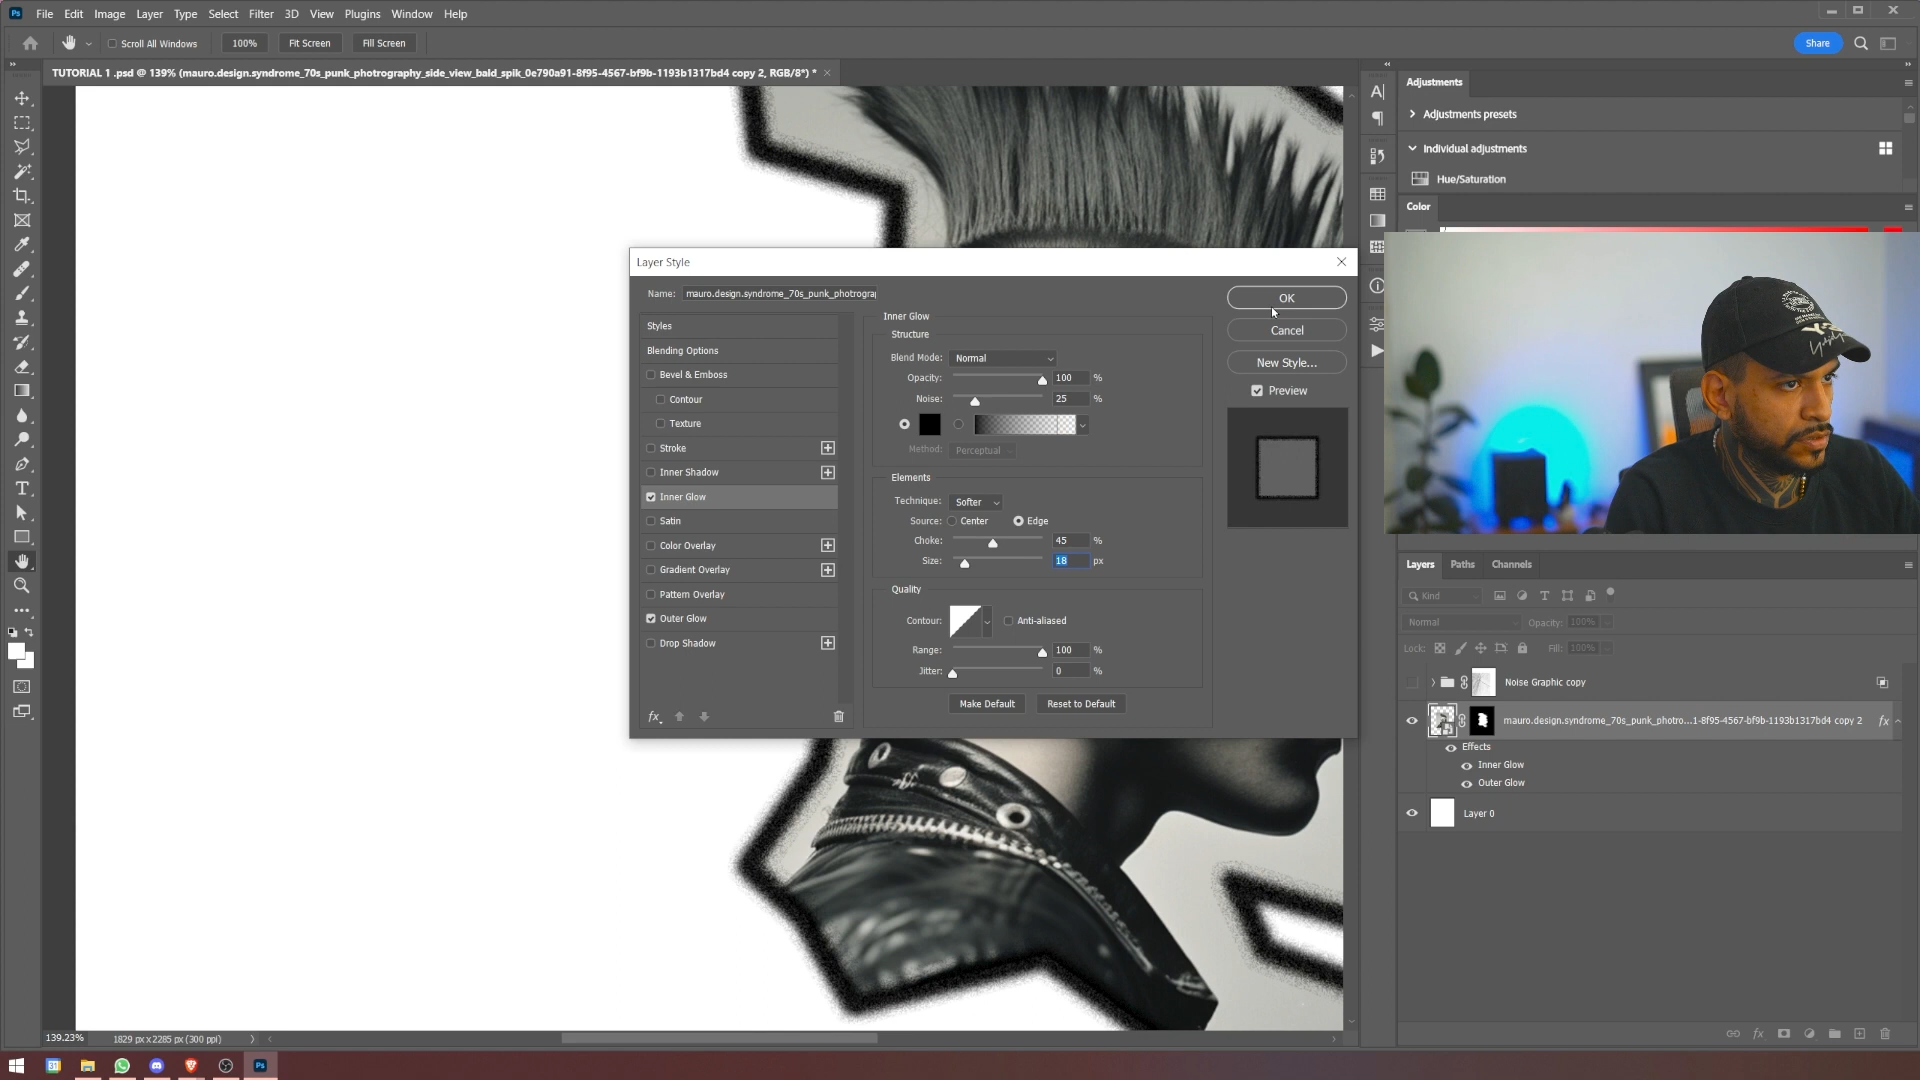 File Edit Image Layer Type Select Filter 3D View Plugins Window Help
Scroll All Windows 100% Fit Screen Fill Screen Share
TUTORIAL 1 .psd @ 139% (mauro.design.syndrome_70s_punk_photrography_side_view_bald_spik_0e790a91-8f95-4567-bf9b-1193b1317bd4 copy 2, RGB/8*) *
Adjustments
Adjustments presets
Individual adjustments
Hue/Saturation
Color
Layer Style
Name: mauro.design.syndrome_70s_punk_photrogra
Styles
Blending Options
Bevel & Emboss
Contour
Texture
Stroke
Inner Shadow
Inner Glow
Satin
Color Overlay
Gradient Overlay
Pattern Overlay
Outer Glow
Drop Shadow
fx
Inner Glow
Structure
Blend Mode: Normal
Opacity: 100 %
Noise: 25 %
Method: Perceptual
Elements
Technique: Softer
Source: Center Edge
Choke: 45 %
Size: 18 px
Quality
Contour: Anti-aliased
Range: 100 %
Jitter: 0 %
Make Default Reset to Default
OK
Cancel
New Style...
Preview
Layers Paths Channels
Kind
Normal Opacity: 100%
Lock: Fill: 100%
Noise Graphic copy
mauro.design.syndrome_70s_punk_photro...1-8f95-4567-bf9b-1193b1317bd4 copy 2 fx
Effects
Inner Glow
Outer Glow
Layer 0
fx
139.23% 1829 px x 2285 px (300 ppi)
31 Ps